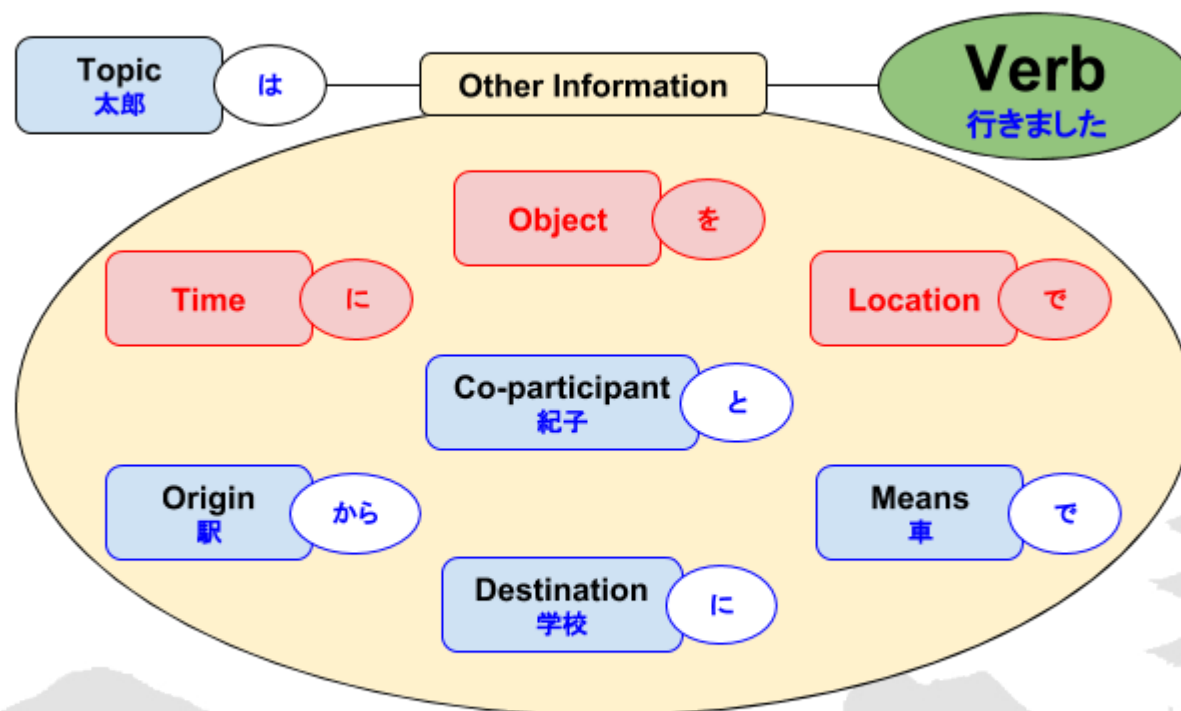 Topic
太郎
は
Other Information
Verb
行きました
Object
を
Time
に
Location
で
Co-participant
紀子
と
Origin
駅
から
Means
車
で
Destination
学校
に